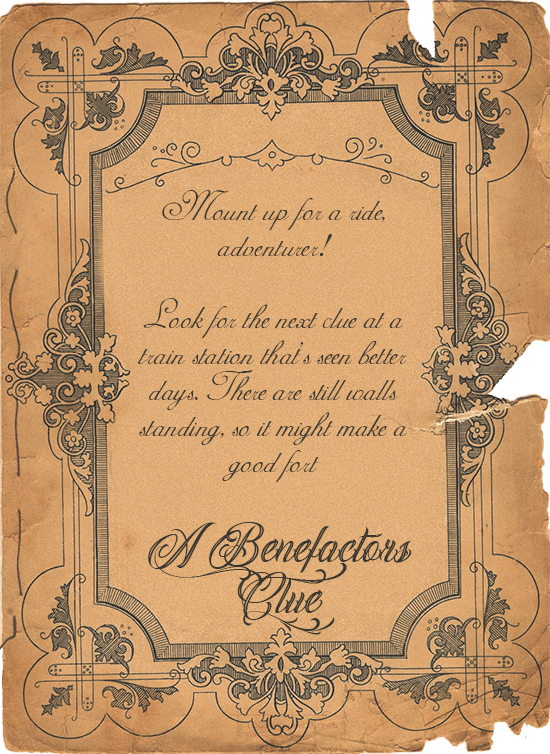 Mount up for a ride,
adventurer!
Look for the next clue at a
train station that's seen better
days. There are still walls
standing, so it might make a
good fort
A Benefactors
Clue